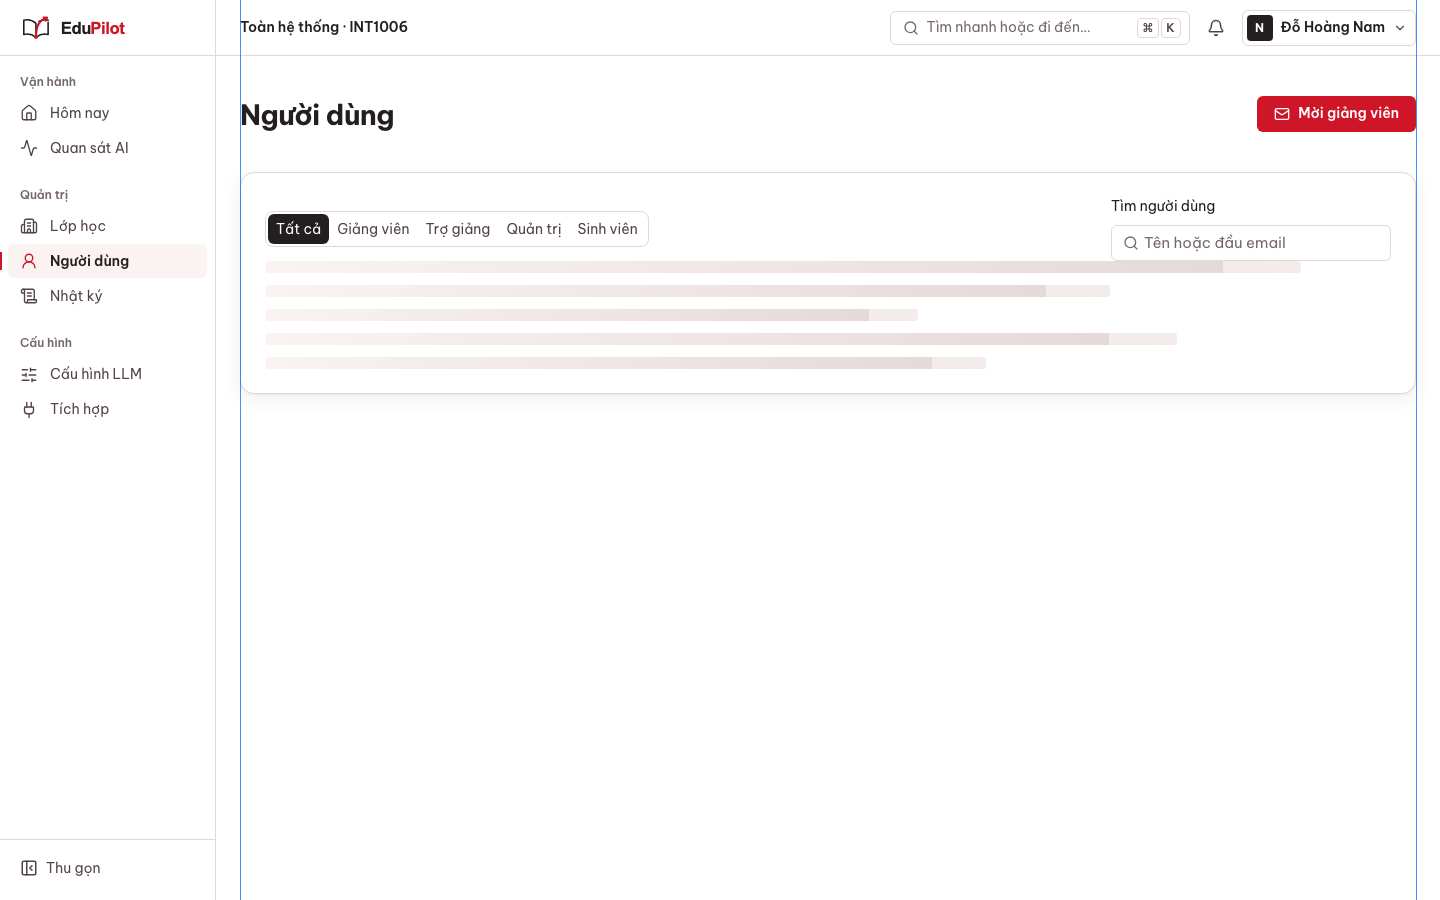 EduPilot
Toàn hệ thống · INT1006
Tìm nhanh hoặc đi đến...
⌘ K
N
Đỗ Hoàng Nam
Vận hành
Hôm nay
Quan sát AI
Quản trị
Lớp học
Người dùng
Nhật ký
Cấu hình
Cấu hình LLM
Tích hợp
Thu gọn
Người dùng
Mời giảng viên
Tất cả
Giảng viên
Trợ giảng
Quản trị
Sinh viên
Tìm người dùng
Tên hoặc đầu email